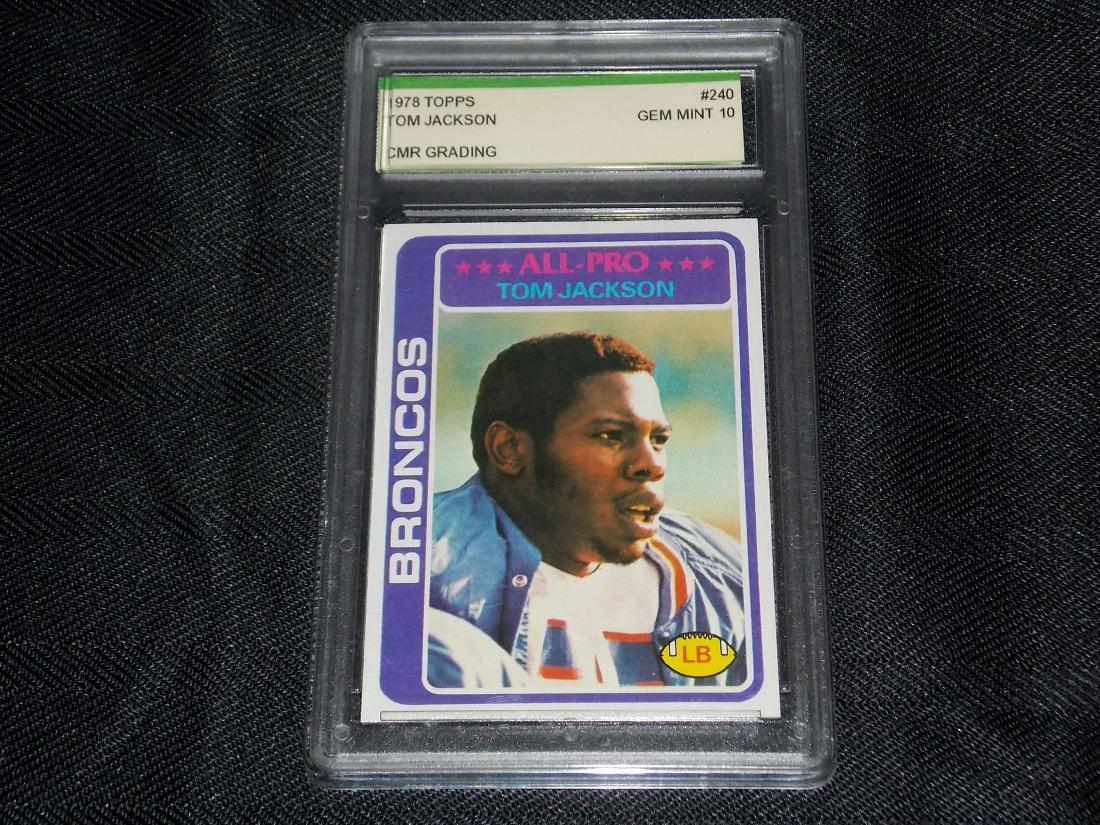 1978 TOPPS #240
TOM JACKSON GEM MINT 10
CMR GRADING
ALL-PRO
TOM JACKSON
BRONCOS
LB